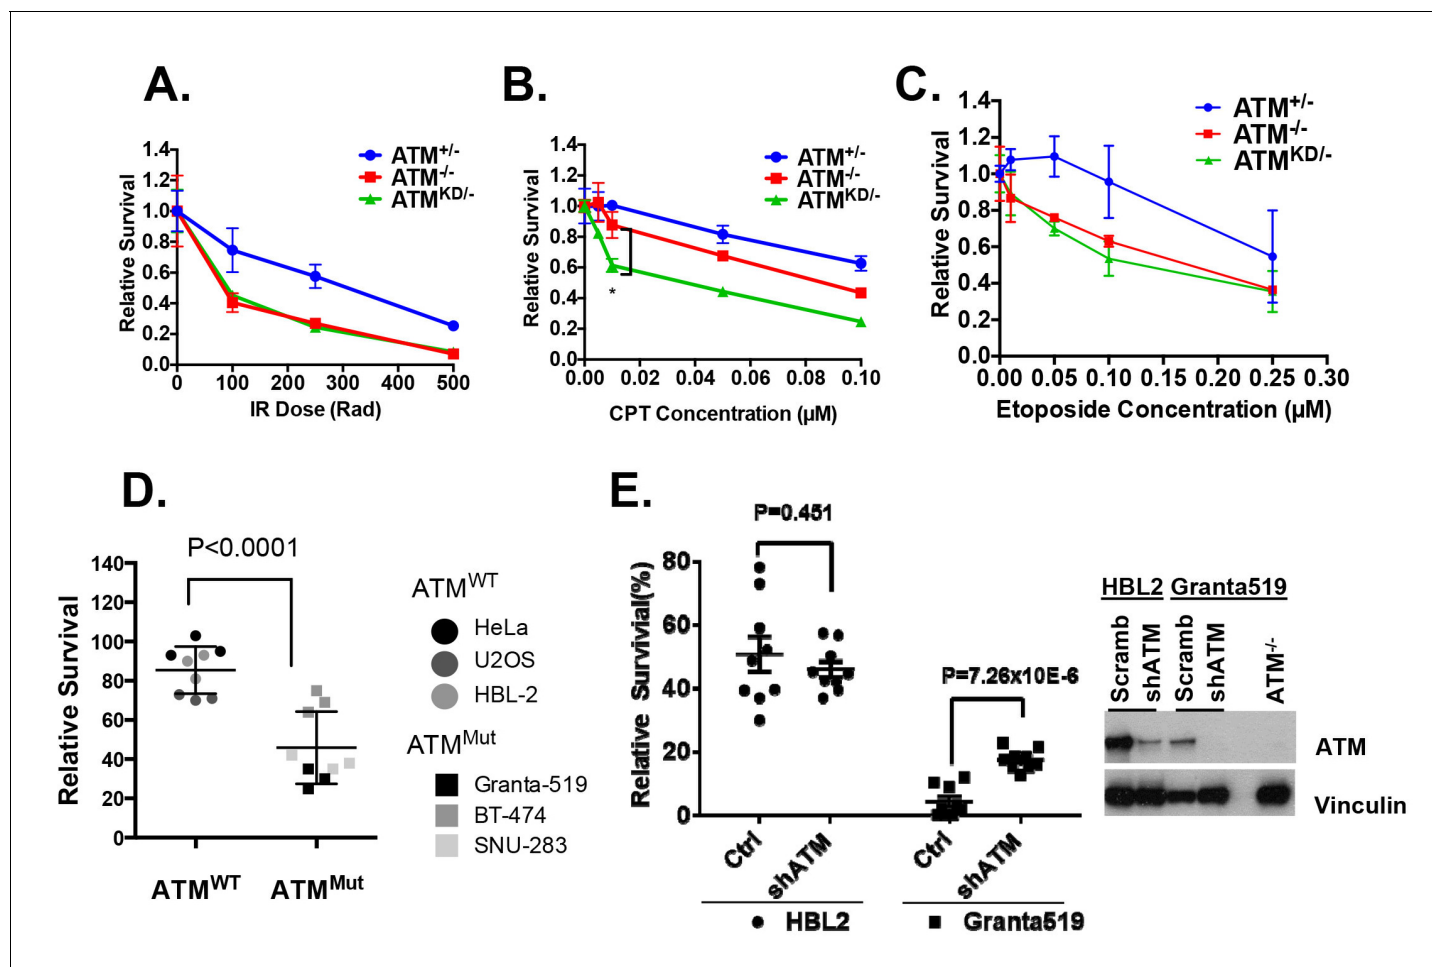 A.
1.4
1.2
1.0
0.8
0.6
0.4
0.2
0.0
Relative Survival
0 100 200 300 400 500
IR Dose (Rad)
ATM+/-
ATM-/-
ATMKD/-
B.
1.4
1.2
1.0
0.8
0.6
0.4
0.2
0.0
Relative Survival
*
0.00 0.02 0.04 0.06 0.08 0.10
CPT Concentration (µM)
ATM+/-
ATM-/-
ATMKD/-
C.
1.4
1.2
1.0
0.8
0.6
0.4
0.2
0.0
Relative Survival
0.00 0.05 0.10 0.15 0.20 0.25 0.30
Etoposide Concentration (µM)
ATM+/-
ATM-/-
ATMKD/-
D.
P<0.0001
140
120
100
80
60
40
20
0
Relative Survival
ATMWT ATMMut
ATMWT
HeLa
U2OS
HBL-2
ATMMut
Granta-519
BT-474
SNU-283
E.
P=0.451
80
60
40
20
0
Relative Survivial(%)
P=7.26x10E-6
Ctrl shATM Ctrl shATM
HBL2 Granta519
HBL2 Granta519
Scramb shATM Scramb shATM ATM-/-
ATM
Vinculin